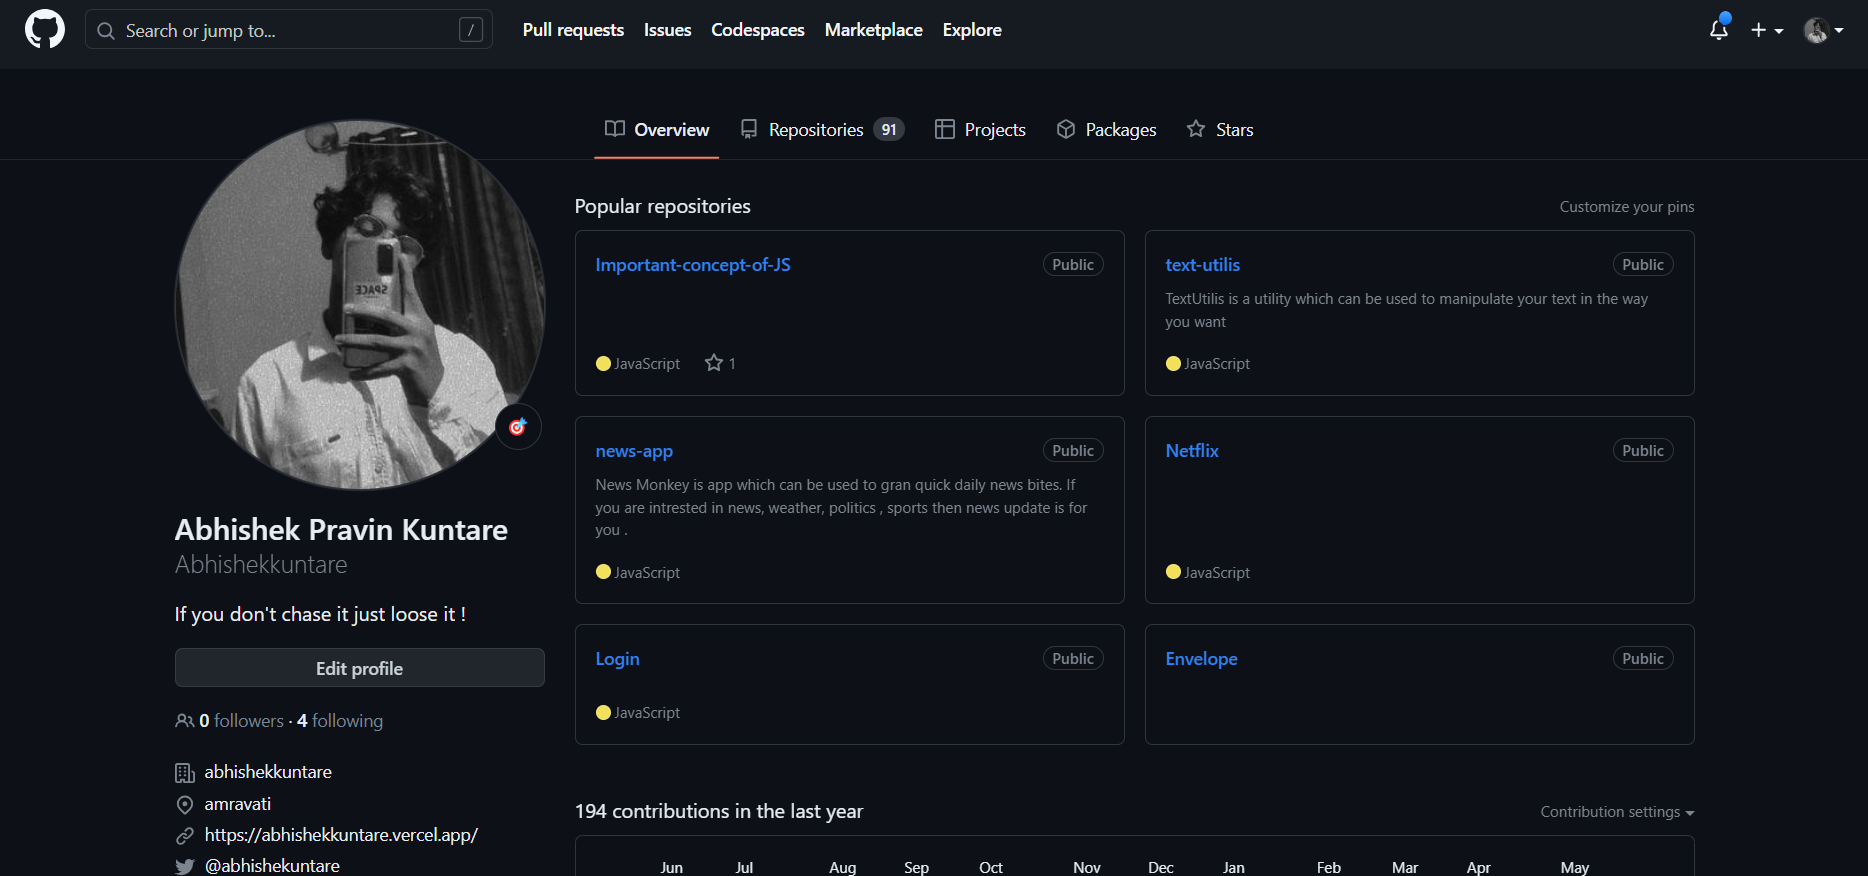 Search or jump to...
/
Pull requests
Issues
Codespaces
Marketplace
Explore
Overview
Repositories 91
Projects
Packages
Stars
SPACE
Abhishek Pravin Kuntare
Abhishekkuntare
If you don't chase it just loose it !
Edit profile
0 followers · 4 following
abhishekkuntare
amravati
https://abhishekkuntare.vercel.app/
@abhishekuntare
Popular repositories
Customize your pins
Important-concept-of-JS
Public
JavaScript
1
text-utilis
Public
TextUtilis is a utility which can be used to manipulate your text in the way
you want
JavaScript
news-app
Public
News Monkey is app which can be used to gran quick daily news bites. If
you are intrested in news, weather, politics , sports then news update is for
you .
JavaScript
Netflix
Public
JavaScript
Login
Public
JavaScript
Envelope
Public
194 contributions in the last year
Contribution settings
Jun Jul Aug Sep Oct Nov Dec Jan Feb Mar Apr May